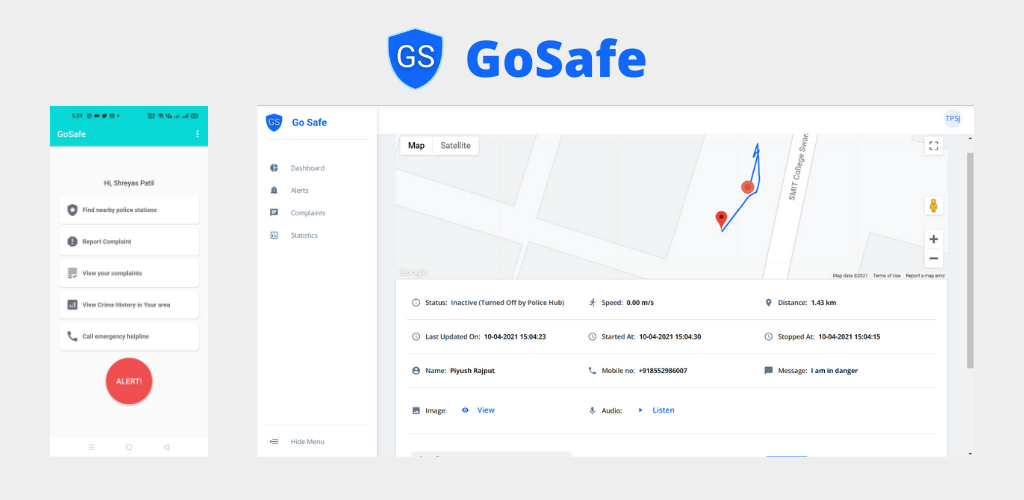 GS GoSafe
5:59
GoSafe
Hi, Shreyas Patil
Find nearby police stations
Report Complaint
View your complaints
View Crime History in Your area
Call emergency helpline
ALERT!
GS Go Safe
Dashboard
Alerts
Complaints
Statistics
Hide Menu
TPSJ
Map Satellite
SMIT College Swan
Google
Map data ©2021 Terms of Use Report a map error
Status: Inactive (Turned Off by Police Hub) Speed: 0.00 m/s Distance: 1.43 km
Last Updated On: 10-04-2021 15:04:23 Started At: 10-04-2021 15:04:30 Stopped At: 10-04-2021 15:04:15
Name: Piyush Rajput Mobile no: +918552986007 Message: I am in danger
Image: View Audio: Listen